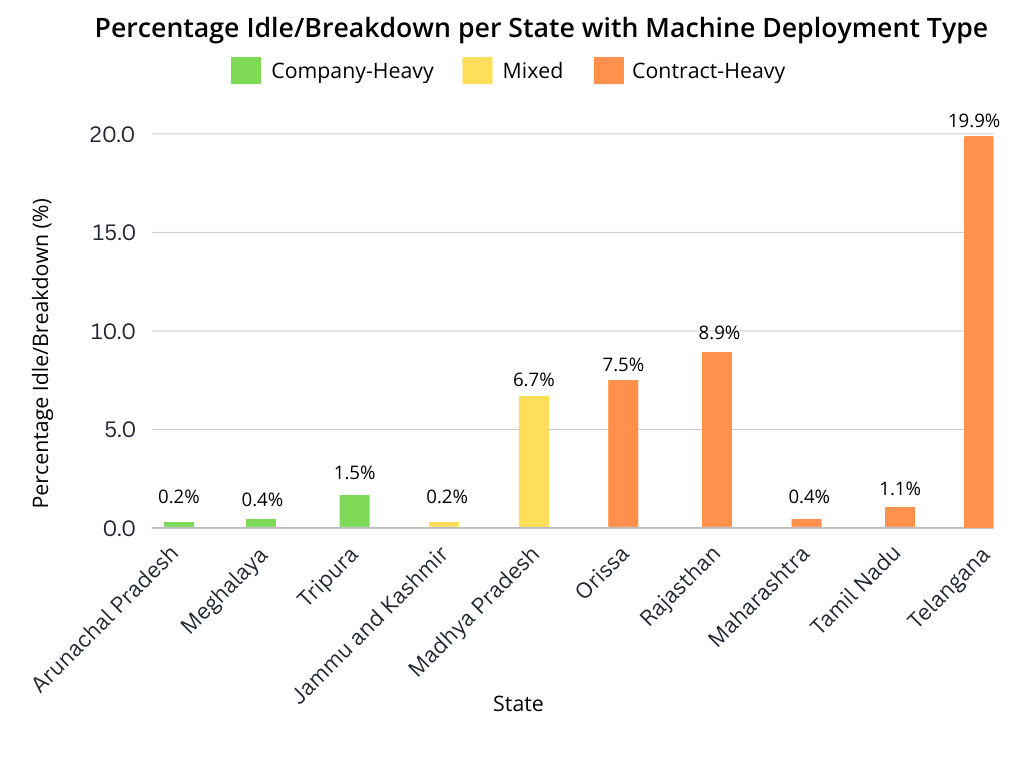 Percentage Idle/Breakdown per State with Machine Deployment Type
Company-Heavy Mixed Contract-Heavy
Percentage Idle/Breakdown (%)
20.0
15.0
10.0
5.0
0.0
0.2%
0.4%
1.5%
0.2%
6.7%
7.5%
8.9%
0.4%
1.1%
19.9%
Arunachal Pradesh
Meghalaya
Tripura
Jammu and Kashmir
Madhya Pradesh
Orissa
Rajasthan
Maharashtra
Tamil Nadu
Telangana
State